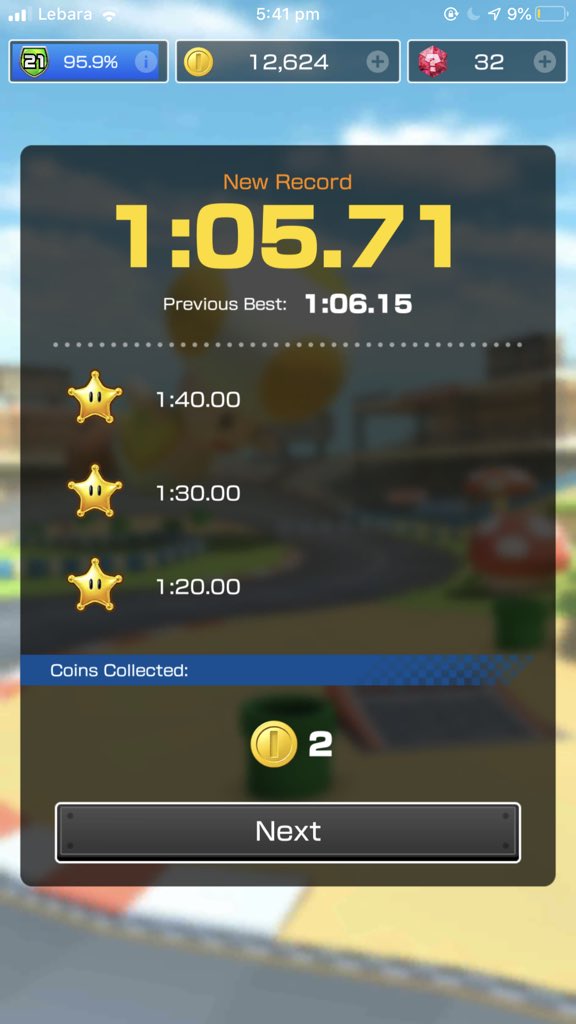 Lebara 5:41 pm 9%
21 95.9% i 12,624 + ? 32 +
New Record
1:05.71
Previous Best: 1:06.15
1:40.00
1:30.00
1:20.00
Coins Collected:
2
Next